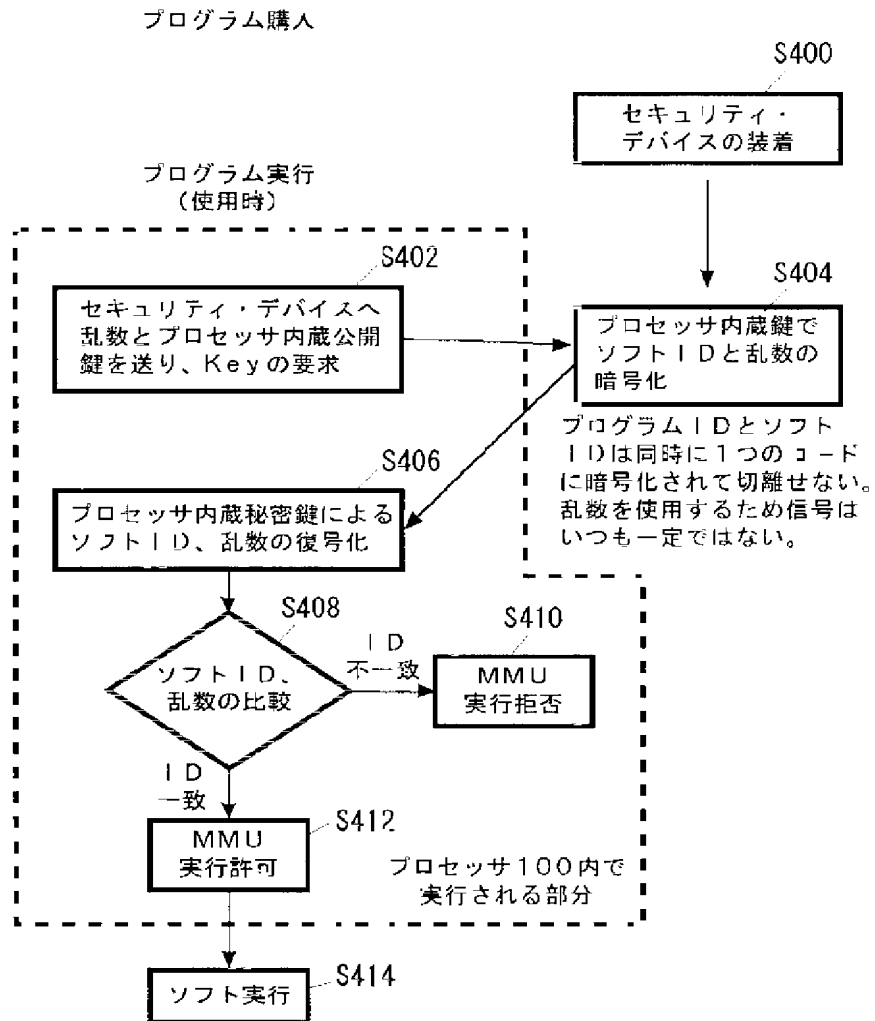 プログラム購入
S400
セキュリティ・
デバイスの装着
プログラム実行
（使用時）
S402
セキュリティ・デバイスへ
乱数とプロセッサ内蔵公開
鍵を送り、Keyの要求
S404
プロセッサ内蔵鍵で
ソフトIDと乱数の
暗号化
プログラムIDとソフト
IDは同時に1つのコード
に暗号化されて切離せない。
乱数を使用するため信号は
いつも一定ではない。
S406
プロセッサ内蔵秘密鍵による
ソフトID、乱数の復号化
S408
ソフトID、
乱数の比較
ID
不一致
S410
MMU
実行拒否
ID
一致
S412
MMU
実行許可
プロセッサ100内で
実行される部分
S414
ソフト実行